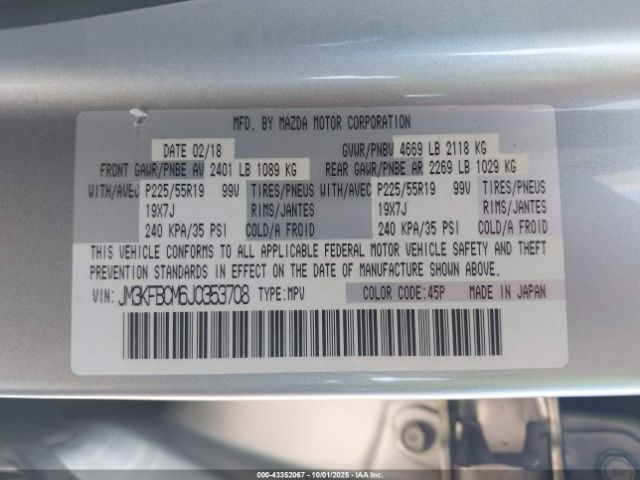 MFD. BY MAZDA MOTOR CORPORATION
DATE 02/18 GVWR/PNBV 4669 LB 2118 KG
FRONT GAWR/PNBE AV 2401 LB 1089 KG REAR GAWR/PNBE AR 2269 LB 1029 KG
WITH/AVEC P225/55R19 99V TIRES/PNEUS WITH/AVEC P225/55R19 99V TIRES/PNEUS
19X7J RIMS/JANTES 19X7J RIMS/JANTES
240 KPA/35 PSI COLD/A FROID 240 KPA/35 PSI COLD/A FROID
THIS VEHICLE CONFORMS TO ALL APPLICABLE FEDERAL MOTOR VEHICLE SAFETY AND THEFT
PREVENTION STANDARDS IN EFFECT ON THE DATE OF MANUFACTURE SHOWN ABOVE.
VIN: JM3KFBCM6J0353708 TYPE: MPV COLOR CODE: 45P MADE IN JAPAN
000-43352067 - 10/01/2025 - COPYRIGHT IAA, LLC